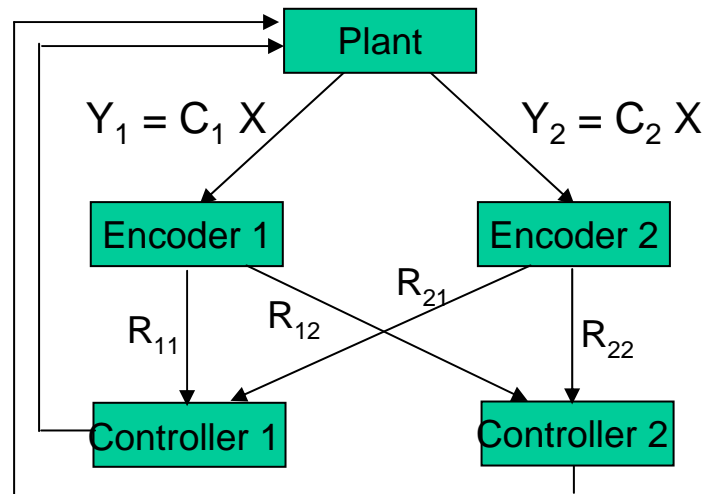 Plant
Y₁ = C₁ X
Y₂ = C₂ X
Encoder 1
Encoder 2
R₁₁
R₁₂
R₂₁
R₂₂
Controller 1
Controller 2